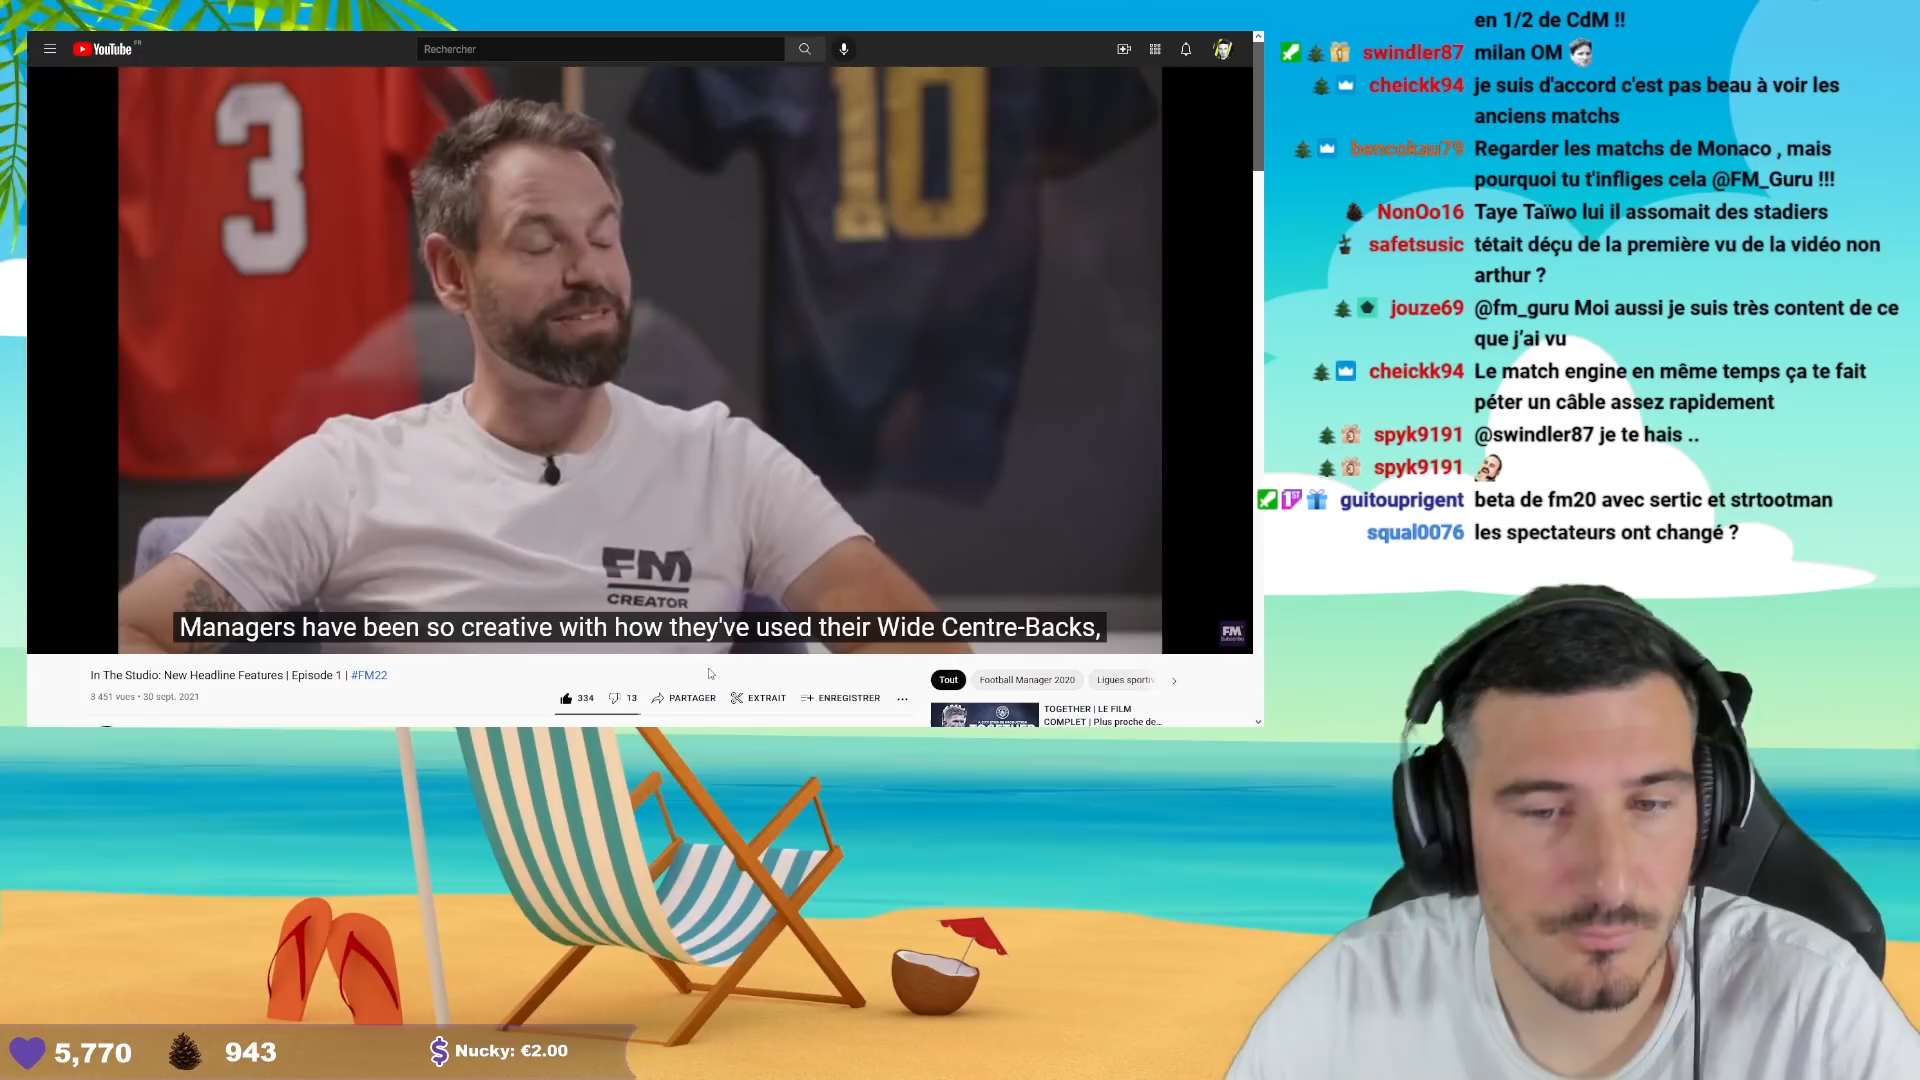 YouTube FR
Rechercher
3
10
FM
CREATOR
Managers have been so creative with how they've used their Wide Centre-Backs,
FM
In The Studio: New Headline Features | Episode 1 | #FM22
3 451 vues • 30 sept. 2021
334
13
PARTAGER
EXTRAIT
ENREGISTRER
Tout
Football Manager 2020
Ligues sportiv
TOGETHER | LE FILM
COMPLET | Plus proche de...
en 1/2 de CdM !!
swindler87 milan OM
cheickk94 je suis d'accord c'est pas beau à voir les
anciens matchs
bencokau79 Regarder les matchs de Monaco , mais
pourquoi tu t'infliges cela @FM_Guru !!!
NonOo16 Taye Taïwo lui il assomait des stadiers
safetsusic tétait déçu de la première vu de la vidéo non
arthur ?
jouze69 @fm_guru Moi aussi je suis très content de ce
que j’ai vu
cheickk94 Le match engine en même temps ça te fait
péter un câble assez rapidement
spyk9191 @swindler87 je te hais ..
spyk9191
1ST guitouprigent beta de fm20 avec sertic et strtootman
squal0076 les spectateurs ont changé ?
5,770
943
$ Nucky: €2.00